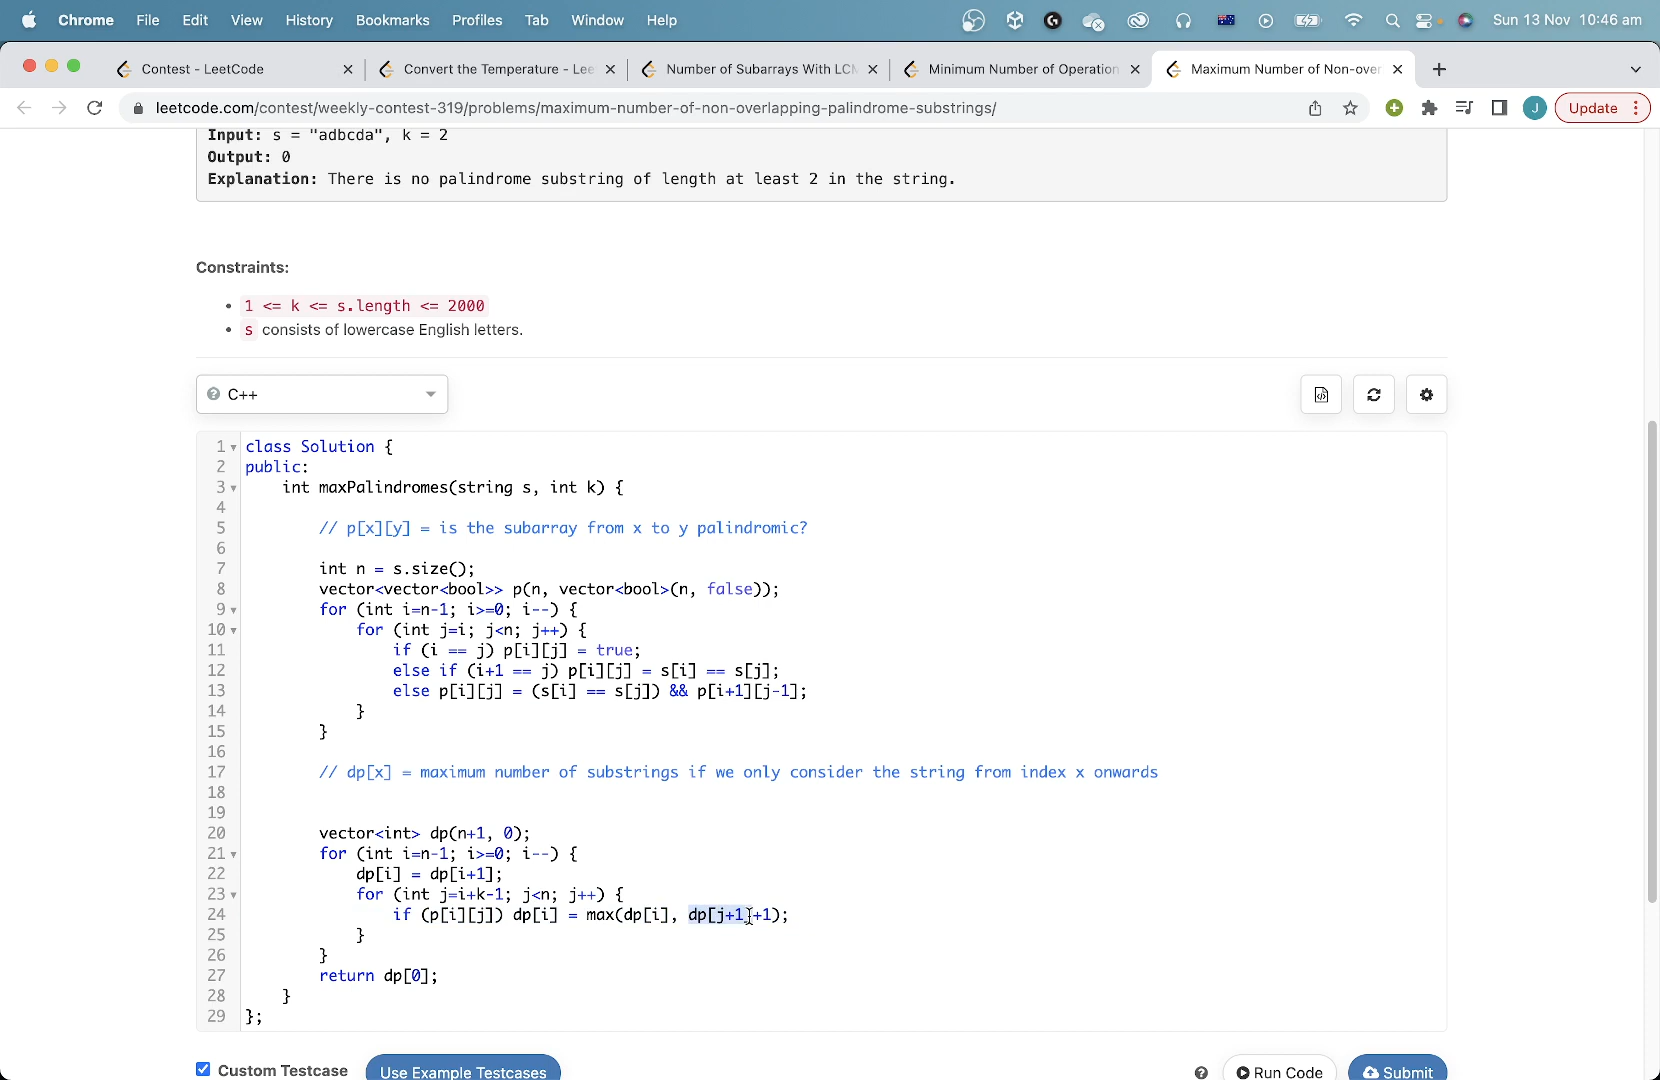 Chrome File Edit View History Bookmarks Profiles Tab Window Help Sun 13 Nov 10:46 am
Contest - LeetCode Convert the Temperature - Lee Number of Subarrays With LCM Minimum Number of Operation Maximum Number of Non-over
leetcode.com/contest/weekly-contest-319/problems/maximum-number-of-non-overlapping-palindrome-substrings/ J Update
Input: s = "adbcda", k = 2
Output: 0
Explanation: There is no palindrome substring of length at least 2 in the string.
Constraints:
• 1 <= k <= s.length <= 2000
• s consists of lowercase English letters.
C++
1 class Solution {
2 public:
3 int maxPalindromes(string s, int k) {
4
5 // p[x][y] = is the subarray from x to y palindromic?
6
7 int n = s.size();
8 vector<vector<bool>> p(n, vector<bool>(n, false));
9 for (int i=n-1; i>=0; i--) {
10 for (int j=i; j<n; j++) {
11 if (i == j) p[i][j] = true;
12 else if (i+1 == j) p[i][j] = s[i] == s[j];
13 else p[i][j] = (s[i] == s[j]) && p[i+1][j-1];
14 }
15 }
16
17 // dp[x] = maximum number of substrings if we only consider the string from index x onwards
18
19
20 vector<int> dp(n+1, 0);
21 for (int i=n-1; i>=0; i--) {
22 dp[i] = dp[i+1];
23 for (int j=i+k-1; j<n; j++) {
24 if (p[i][j]) dp[i] = max(dp[i], dp[j+1]+1);
25 }
26 }
27 return dp[0];
28 }
29 };
Custom Testcase Use Example Testcases ? Run Code Submit